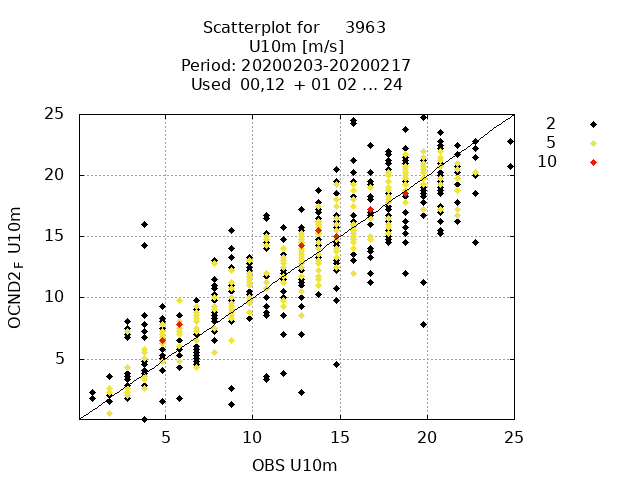 Scatterplot for 3963
U10m [m/s]
Period: 20200203-20200217
Used 00,12 + 01 02 ... 24
25
20
15
10
5
OCND2_F U10m
5 10 15 20 25
OBS U10m
2
5
10